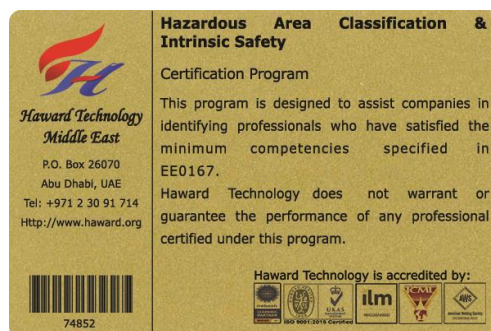 Haward Technology
Middle East
P.O. Box 26070
Abu Dhabi, UAE
Tel: +971 2 30 91 714
Http://www.haward.org
74852
Hazardous Area Classification &
Intrinsic Safety
Certification Program
This program is designed to assist companies in
identifying professionals who have satisfied the
minimum competencies specified in
EE0167.
Haward Technology does not warrant or
guarantee the performance of any professional
certified under this program.
Haward Technology is accredited by:
UKAS
ilm
AWS
ISO 9001:2015 Certified